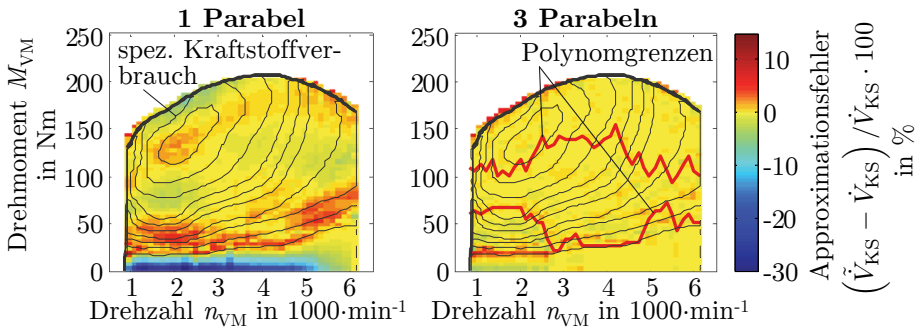 1 Parabel
3 Parabeln
spez. Kraftstoffver-
brauch
Polynomgrenzen
Drehmoment M_VM
in Nm
250
200
150
100
50
0
1 2 3 4 5 6
Drehzahl n_VM in 1000·min⁻¹
250
200
150
100
50
0
1 2 3 4 5 6
Drehzahl n_VM in 1000·min⁻¹
10
0
-10
-20
-30
Approximationsfehler
(V̈_KS − V̇_KS) / V̇_KS · 100
in %